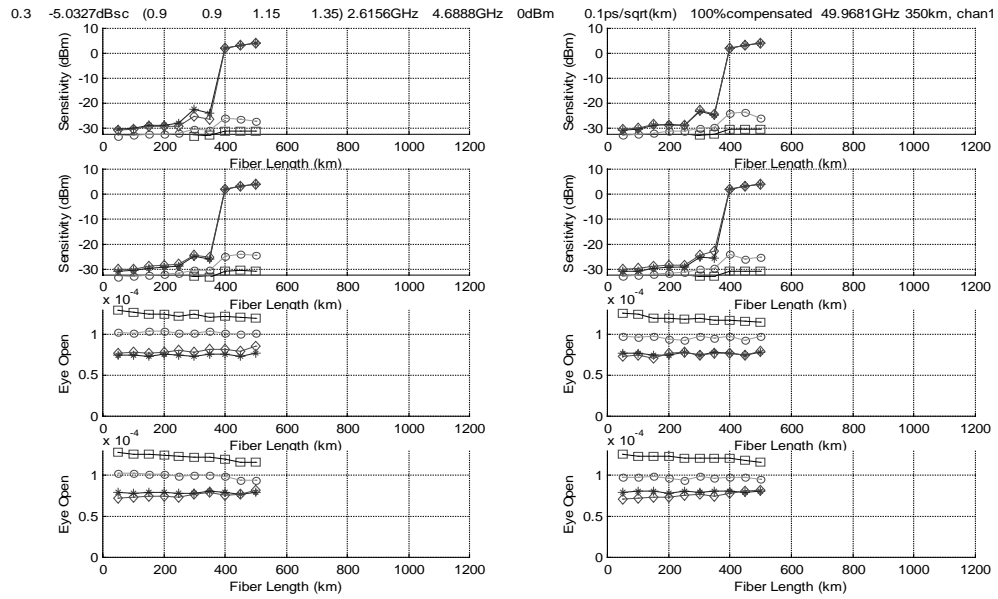 0.3 -5.0327dBsc (0.9 0.9 1.15 1.35) 2.6156GHz 4.6888GHz 0dBm 0.1ps/sqrt(km) 100%compensated 49.9681GHz 350km, chan1
10
0
-10
-20
-30
Sensitivity (dBm)
0 200 400 600 800 1000 1200
Fiber Length (km)
10
0
-10
-20
-30
Sensitivity (dBm)
0 200 400 600 800 1000 1200
Fiber Length (km)
10
0
-10
-20
-30
Sensitivity (dBm)
0 200 400 600 800 1000 1200
Fiber Length (km)
10
0
-10
-20
-30
Sensitivity (dBm)
0 200 400 600 800 1000 1200
Fiber Length (km)
x 10^-4
1
0.5
0
Eye Open
0 200 400 600 800 1000 1200
Fiber Length (km)
x 10^-4
1
0.5
0
Eye Open
0 200 400 600 800 1000 1200
Fiber Length (km)
x 10^-4
1
0.5
0
Eye Open
0 200 400 600 800 1000 1200
Fiber Length (km)
x 10^-4
1
0.5
0
Eye Open
0 200 400 600 800 1000 1200
Fiber Length (km)